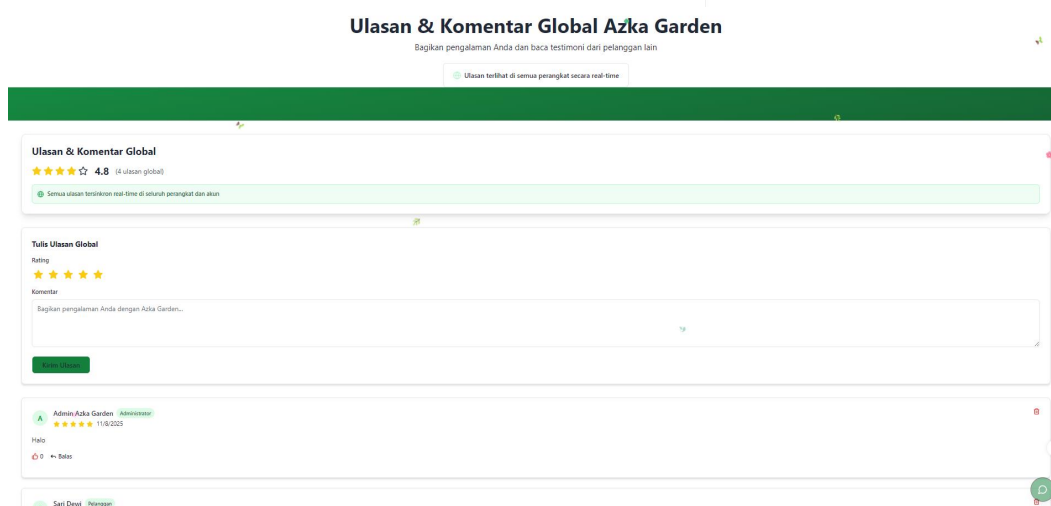 Ulasan & Komentar Global Azka Garden
Bagikan pengalaman Anda dan baca testimoni dari pelanggan lain
Ulasan terlihat di semua perangkat secara real-time
Ulasan & Komentar Global
4.8 (4 ulasan global)
Semua ulasan tersinkron real-time di seluruh perangkat dan akun
Tulis Ulasan Global
Rating
Komentar
Bagikan pengalaman Anda dengan Azka Garden...
Kirim Ulasan
A
Admin Azka Garden Administrator
11/8/2025
Halo
0 Balas
Sari Dewi Pelanggan